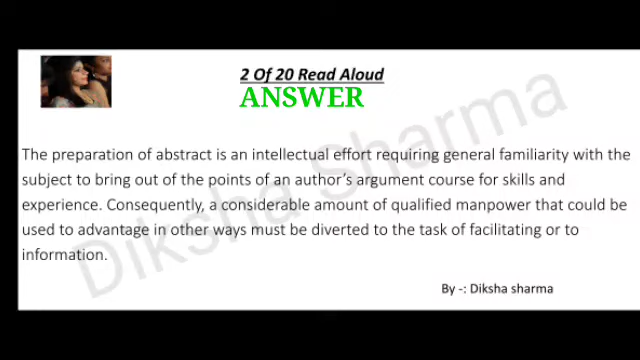 2 Of 20 Read Aloud
ANSWER
The preparation of abstract is an intellectual effort requiring general familiarity with the
subject to bring out of the points of an author's argument course for skills and
experience. Consequently, a considerable amount of qualified manpower that could be
used to advantage in other ways must be diverted to the task of facilitating or to
information.
By -: Diksha sharma
Diksha Sharma